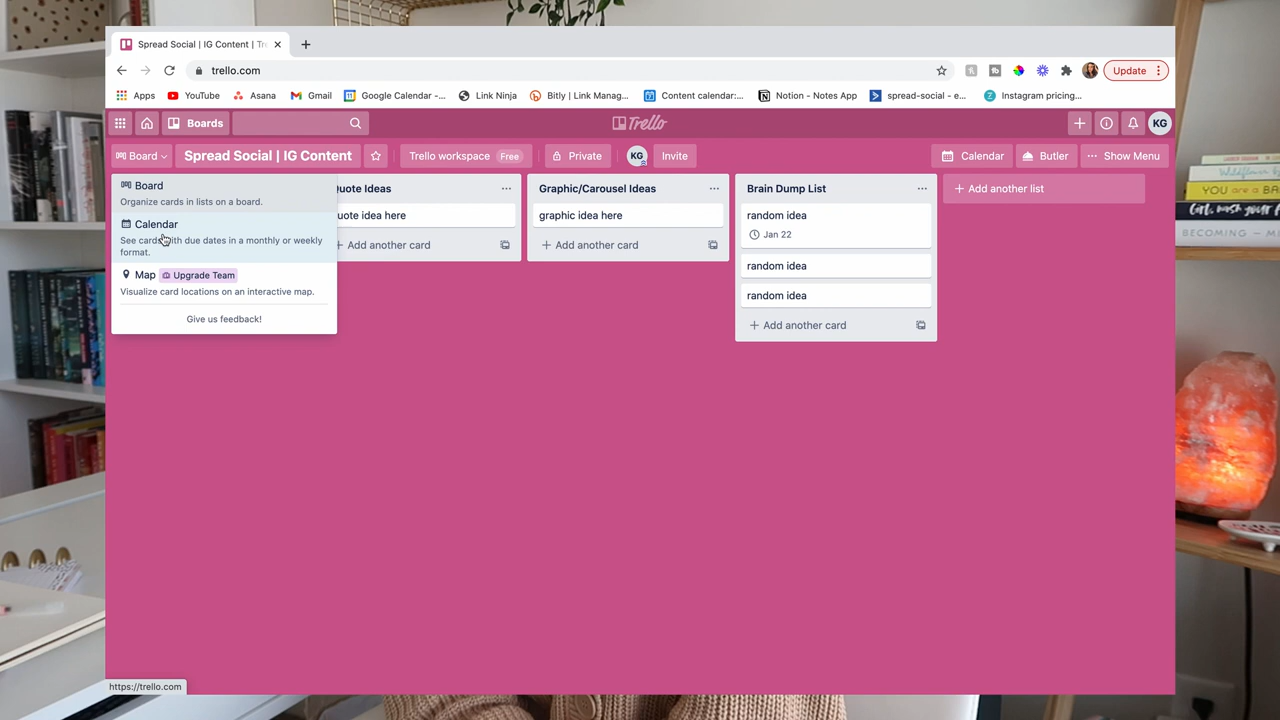 Spread Social | IG Content | Tr
trello.com
Update
Apps
YouTube
Asana
Gmail
Google Calendar -...
Link Ninja
Bitly | Link Manag...
Content calendar:...
Notion - Notes App
spread-social - e...
Instagram pricing...
Boards
Trello
KG
Board
Spread Social | IG Content
Trello workspace Free
Private
KG
Invite
Calendar
Butler
Show Menu
Board
Organize cards in lists on a board.
Calendar
See cards with due dates in a monthly or weekly
format.
Map Upgrade Team
Visualize card locations on an interactive map.
Give us feedback!
uote Ideas
uote idea here
Add another card
Graphic/Carousel Ideas
graphic idea here
Add another card
Brain Dump List
random idea
Jan 22
random idea
random idea
Add another card
Add another list
https://trello.com
YOU ARE A
BECOMING